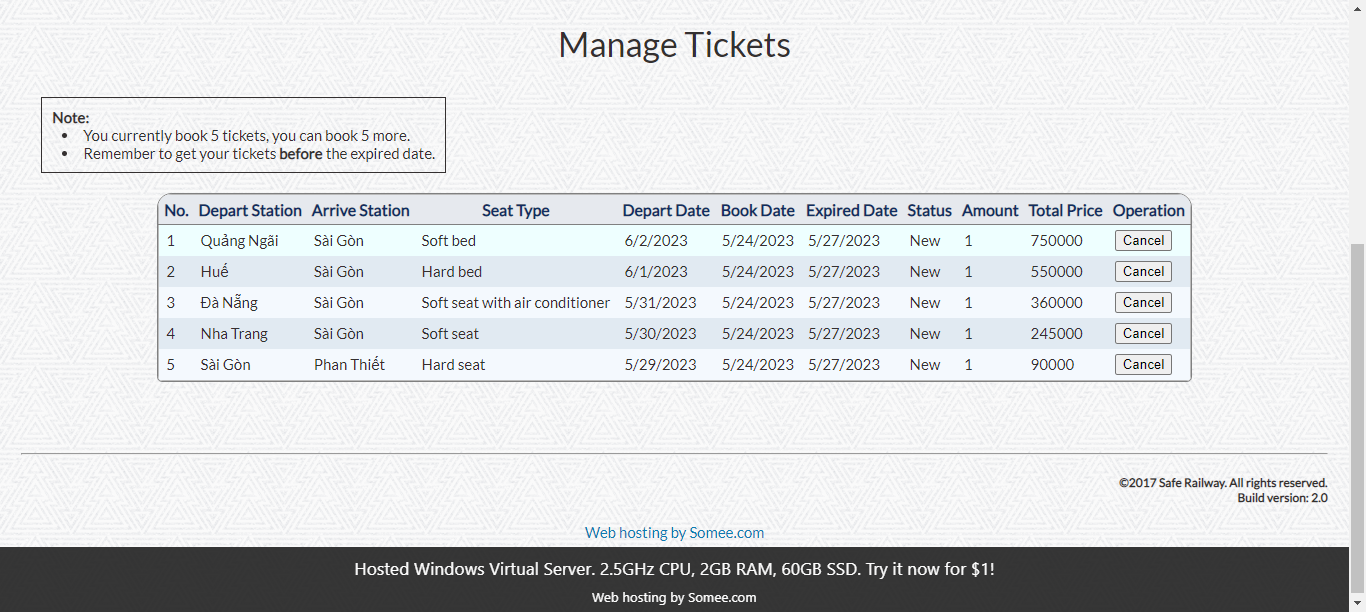 Manage Tickets
Note:
• You currently book 5 tickets, you can book 5 more.
• Remember to get your tickets before the expired date.
No. Depart Station Arrive Station Seat Type Depart Date Book Date Expired Date Status Amount Total Price Operation
1 Quảng Ngãi Sài Gòn Soft bed 6/2/2023 5/24/2023 5/27/2023 New 1 750000 Cancel
2 Huế Sài Gòn Hard bed 6/1/2023 5/24/2023 5/27/2023 New 1 550000 Cancel
3 Đà Nẵng Sài Gòn Soft seat with air conditioner 5/31/2023 5/24/2023 5/27/2023 New 1 360000 Cancel
4 Nha Trang Sài Gòn Soft seat 5/30/2023 5/24/2023 5/27/2023 New 1 245000 Cancel
5 Sài Gòn Phan Thiết Hard seat 5/29/2023 5/24/2023 5/27/2023 New 1 90000 Cancel
©2017 Safe Railway. All rights reserved.
Build version: 2.0
Web hosting by Somee.com
Hosted Windows Virtual Server. 2.5GHz CPU, 2GB RAM, 60GB SSD. Try it now for $1!
Web hosting by Somee.com